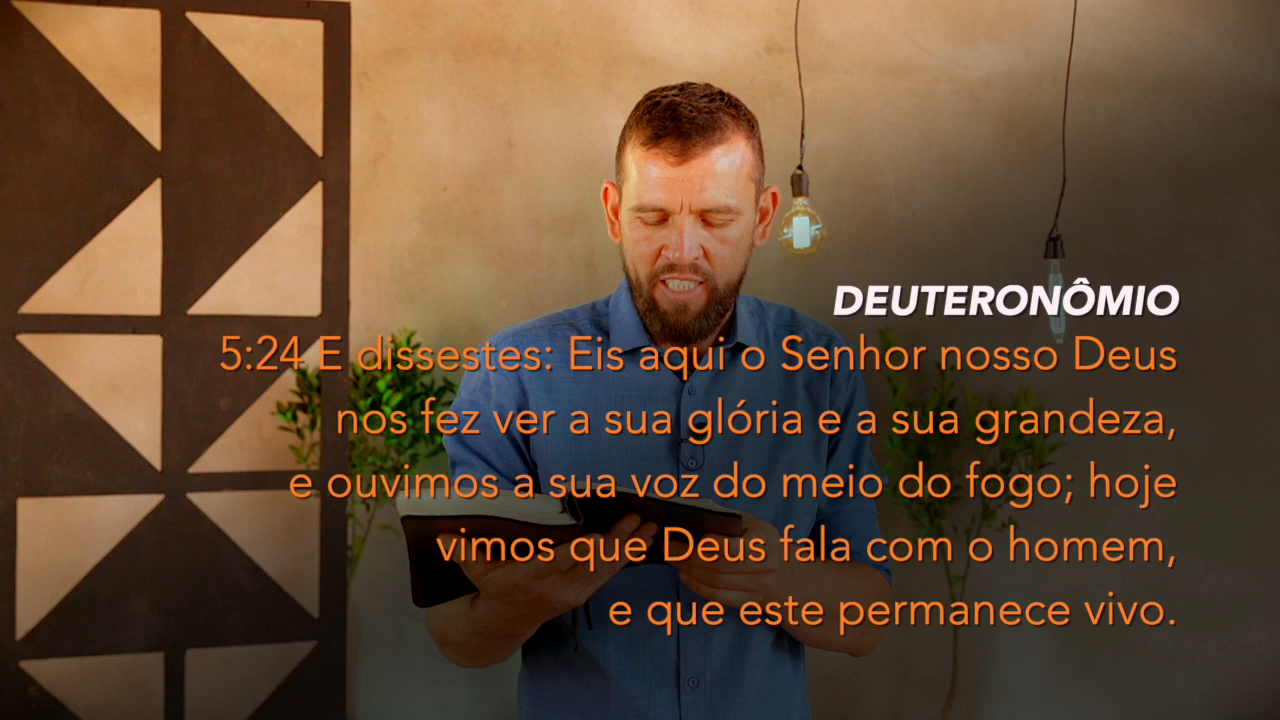 DEUTERONÔMIO
5:24 E dissestes: Eis aqui o Senhor nosso Deus
nos fez ver a sua glória e a sua grandeza,
e ouvimos a sua voz do meio do fogo; hoje
vimos que Deus fala com o homem,
e que este permanece vivo.